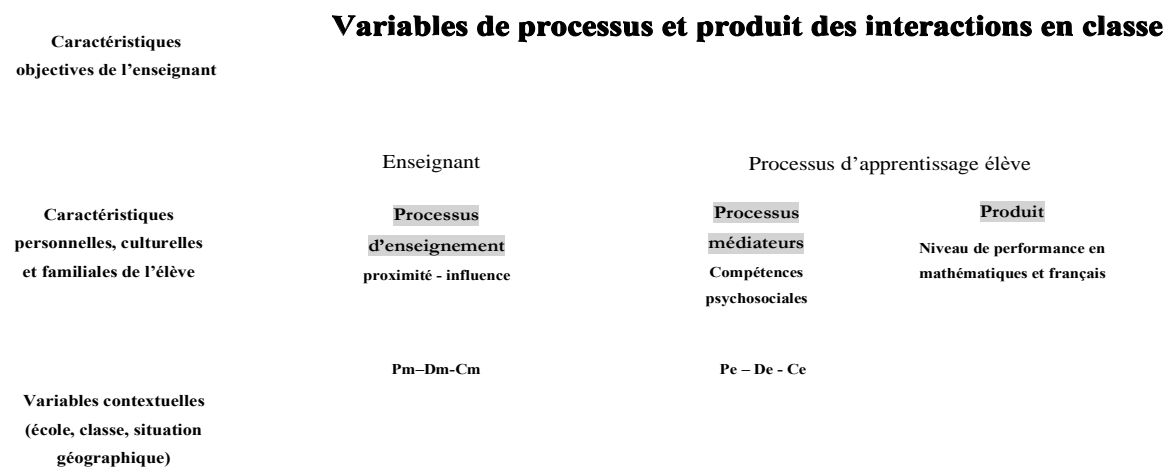 Variables de processus et produit des interactions en classe
Caractéristiques
objectives de l’enseignant
Enseignant
Processus d’apprentissage élève
Caractéristiques
personnelles, culturelles
et familiales de l’élève
Processus
d’enseignement
proximité - influence
Processus
médiateurs
Compétences
psychosociales
Produit
Niveau de performance en
mathématiques et français
Pm–Dm-Cm
Pe – De - Ce
Variables contextuelles
(école, classe, situation
géographique)